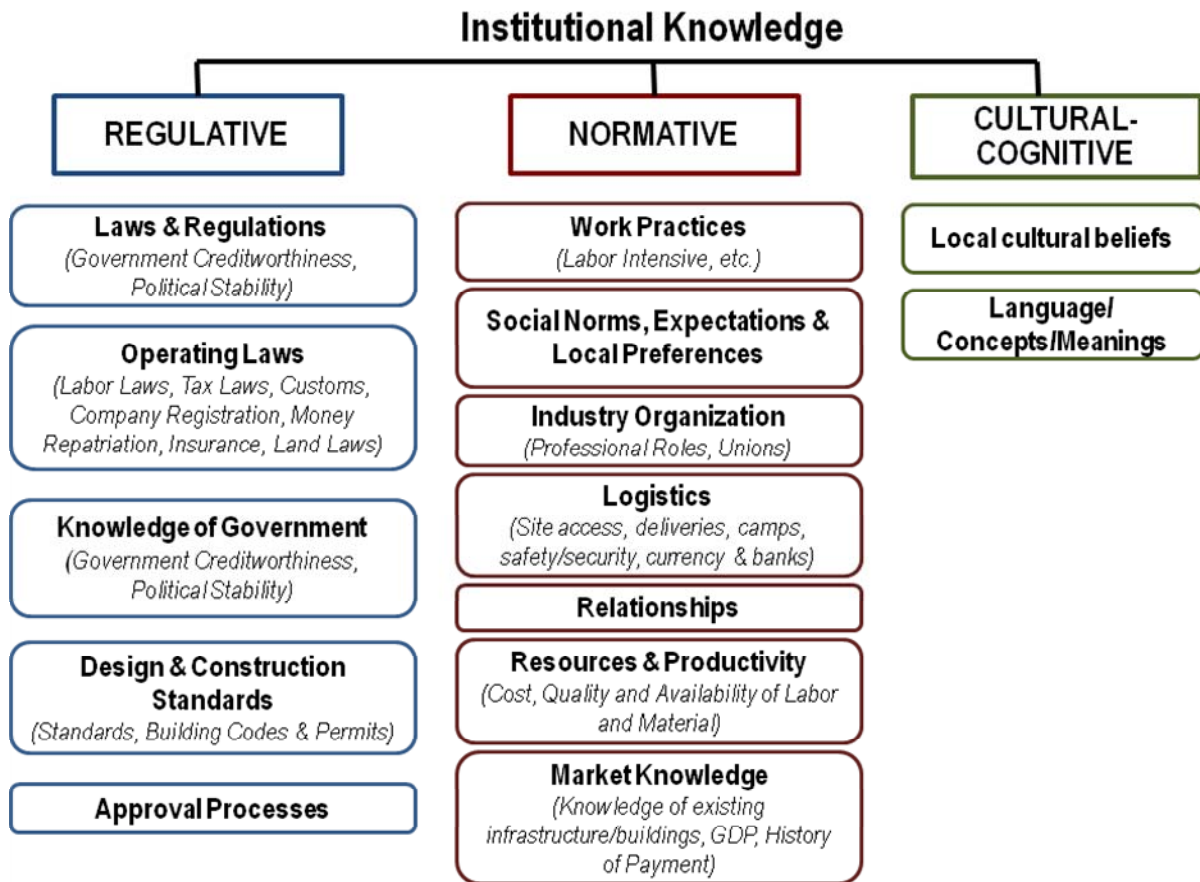 Institutional Knowledge
REGULATIVE
Laws & Regulations
(Government Creditworthiness,
Political Stability)
Operating Laws
(Labor Laws, Tax Laws, Customs,
Company Registration, Money
Repatriation, Insurance, Land Laws)
Knowledge of Government
(Government Creditworthiness,
Political Stability)
Design & Construction
Standards
(Standards, Building Codes & Permits)
Approval Processes
NORMATIVE
Work Practices
(Labor Intensive, etc.)
Social Norms, Expectations &
Local Preferences
Industry Organization
(Professional Roles, Unions)
Logistics
(Site access, deliveries, camps,
safety/security, currency & banks)
Relationships
Resources & Productivity
(Cost, Quality and Availability of Labor
and Material)
Market Knowledge
(Knowledge of existing
infrastructure/buildings, GDP, History
of Payment)
CULTURAL-
COGNITIVE
Local cultural beliefs
Language/
Concepts/Meanings